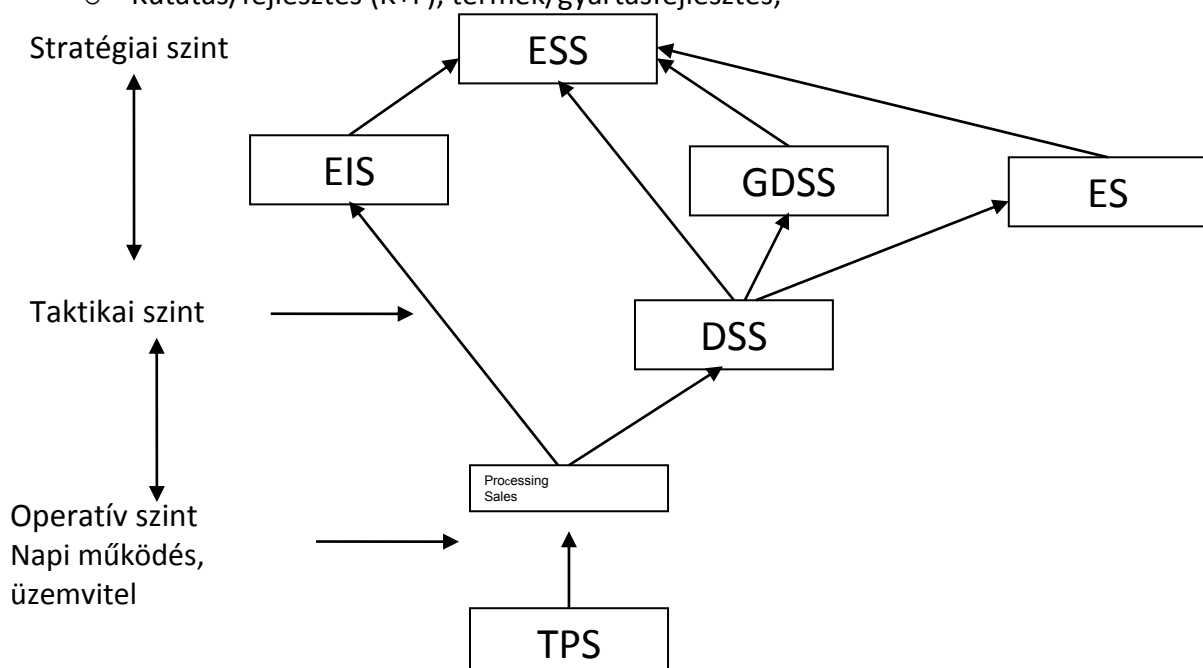 ○ Kutatás/fejlesztés (K+F), termék/gyártásfejlesztés,
Stratégiai szint
ESS
EIS
GDSS
ES
Taktikai szint
DSS
Processing
Sales
Operatív szint
Napi működés,
üzemvitel
TPS